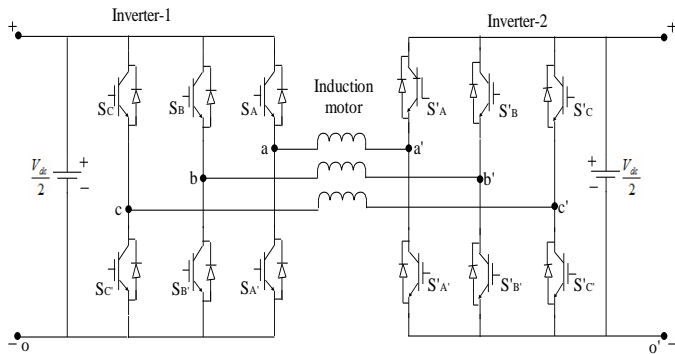 Inverter-1
Inverter-2
+
+
Induction
motor
SC
SB
SA
S'A
S'B
S'C
Vdc
2
+
−
a
a'
b
b'
c
c'
+
−
Vdc
2
SC'
SB'
SA'
S'A'
S'B'
S'C'
−
o
o'
−